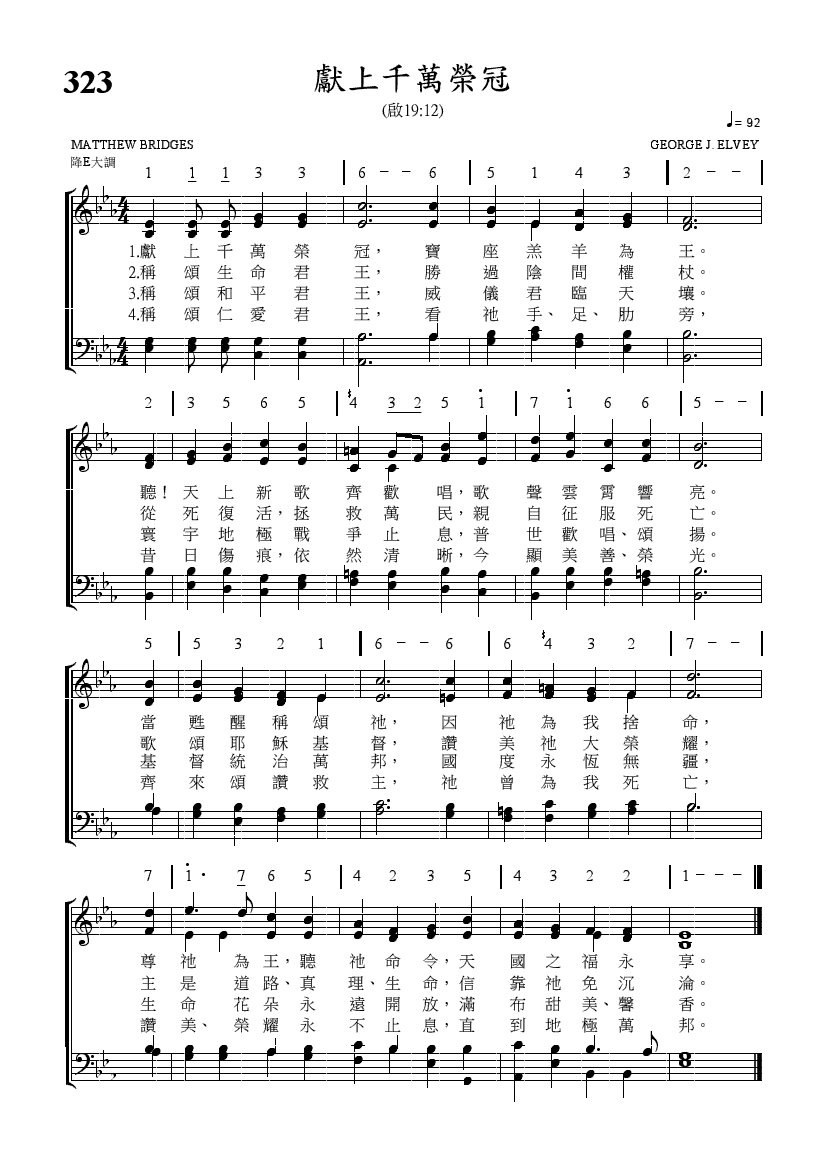 323
獻上千萬榮冠
(啟19:12)
♩= 92
MATTHEW BRIDGES
GEORGE J. ELVEY
降E大調
1 1 1 3 3 | 6 - - 6 | 5 1 4 3 | 2 - - |
1.獻上千萬榮冠，寶座羔羊為王。
2.稱頌生命君王，勝過陰間權杖。
3.稱頌和平君王，威儀君臨天壤。
4.稱頌仁愛君王，看祂手、足、肋旁，
2 | 3 5 6 5 | 4 3 2 5 1 | 7 1 6 6 | 5 - - |
聽！天上新歌齊歡唱，歌聲雲霄響亮。
從死復活，拯救萬民，親自征服死亡。
寰宇地極戰爭止息，普世歡唱、頌揚。
昔日傷痕，依然清晰，今顯美善、榮光。
5 | 5 3 2 1 | 6 - - 6 | 6 4 3 2 | 7 - - |
當甦醒稱頌祂，因祂為我捨命，
歌頌耶穌基督，讚美祂大榮耀，
基督統治萬邦，國度永恆無疆，
齊來頌讚救主，祂曾為我死亡，
7 | 1 · 7 6 5 | 4 2 3 5 | 4 3 2 2 | 1 - - - ||
尊祂為王，聽祂命令，天國之福永享。
主是道路、真理、生命，信靠祂免沉淪。
生命花朵永遠開放，滿布甜美、馨香。
讚美、榮耀永不止息，直到地極萬邦。